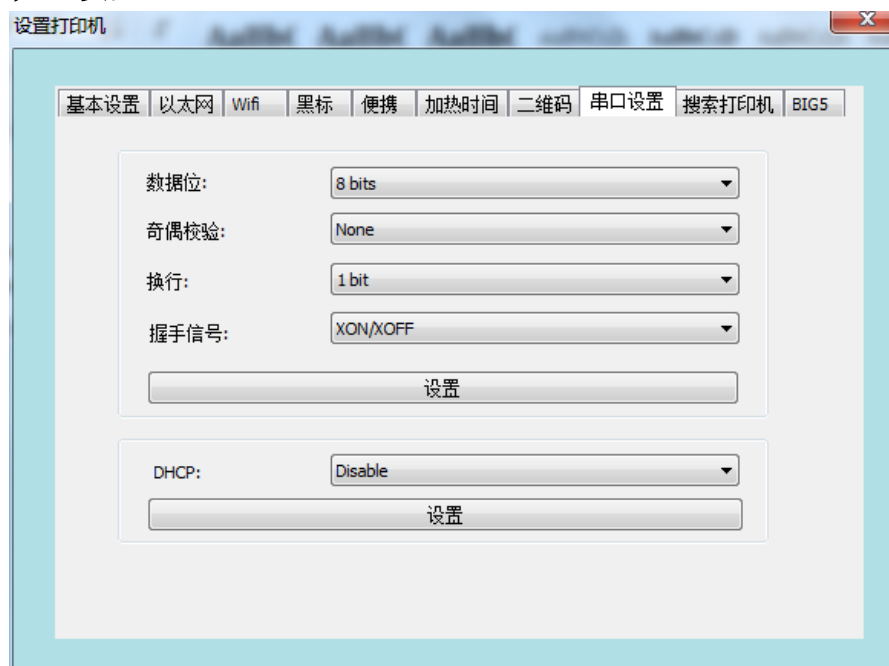 设置打印机
基本设置 以太网 Wifi 黑标 便携 加热时间 二维码 串口设置 搜索打印机 BIG5
数据位: 8 bits
奇偶校验: None
换行: 1 bit
握手信号: XON/XOFF
设置
DHCP: Disable
设置